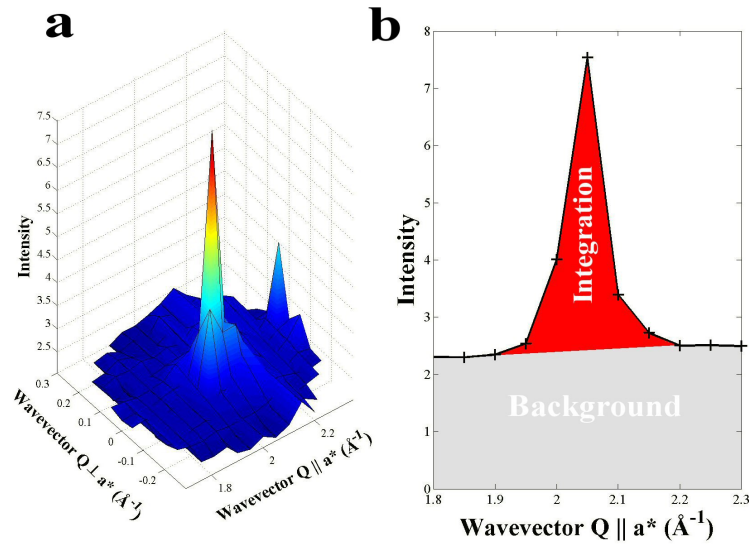 a
7.5
7
6.5
6
5.5
5
4.5
4
3.5
3
2.5
Intensity
0.3
0.2
0.1
0
-0.1
-0.2
Wavevector Q ⊥ a* (Å-1)
1.8
2
2.2
Wavevector Q || a* (Å-1)
b
8
7
6
5
4
3
2
1
0
Intensity
Integration
Background
1.8 1.9 2 2.1 2.2 2.3
Wavevector Q || a* (Å-1)